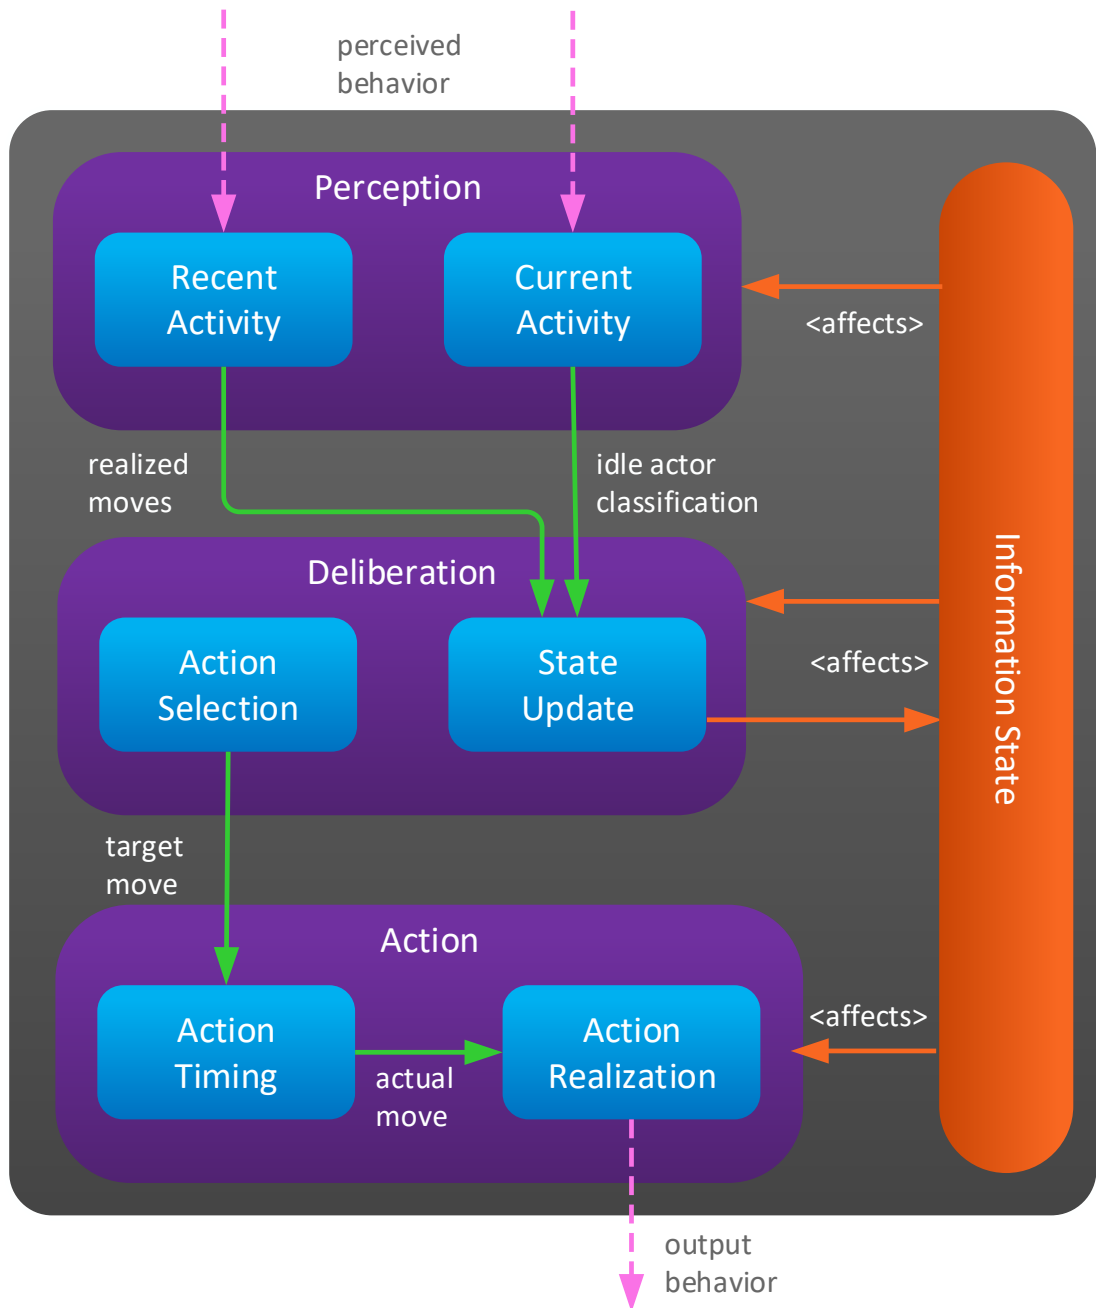 perceived
behavior
Perception
Recent
Activity
Current
Activity
<affects>
realized
moves
idle actor
classification
Deliberation
Action
Selection
State
Update
<affects>
Information State
target
move
Action
Action
Timing
actual
move
Action
Realization
<affects>
output
behavior